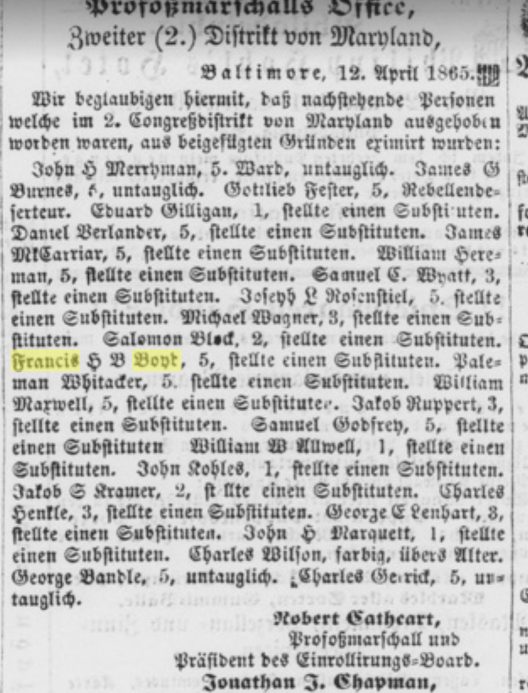 Profoßmarschalls Office,
Zweiter (2.) Distrikt von Maryland,
Baltimore, 12. April 1865.
Wir beglaubigen hiermit, daß nachstehende Personen
welche im 2. Congreßdistrikt von Maryland ausgehoben
worden waren, aus beigefügten Gründen eximirt wurden:
John H Merryman, 5. Ward, untauglich. James G
Burnes, 6, untauglich. Gottlieb Fester, 5, Rebellende-
serteur. Eduard Gilligan, 1, stellte einen Substituten.
Daniel Verlander, 5, stellte einen Substituten. James
McCarriar, 5, stellte einen Substituten. William Here-
man, 5, stellte einen Substituten. Samuel C. Wyatt, 3,
stellte einen Substituten. Joseph L Rosenstiel, 5. stellte
einen Substituten. Michael Wagner, 3, stellte einen Sub-
stituten. Salomon Block, 2, stellte einen Substituten.
Francis H B Boyd, 5, stellte einen Substituten. Pale-
man Whitacker, 5. stellte einen Substituten. William
Maxwell, 5, stellte einen Substituten. Jakob Ruppert, 3,
stellte einen Substituten. Samuel Godfrey, 5, stellte
einen Substituten William W Allwell, 1, stellte einen
Substituten. John Kohles, 1, stellte einen Substituten.
Jakob S Kramer, 2, stellte einen Substituten. Charles
Henkle, 3, stellte einen Substituten. George E Lenhart, 3,
stellte einen Substituten. John H Marquett, 1, stellte
einen Substituten. Charles Wilson, farbig, übers Alter.
George Bandle, 5, untauglich. Charles 5, un-
tauglich.
Robert Cathcart,
Profoßmarschall und
Präsident des Einrollirungs-Board.
Jonathan J. Chapman,